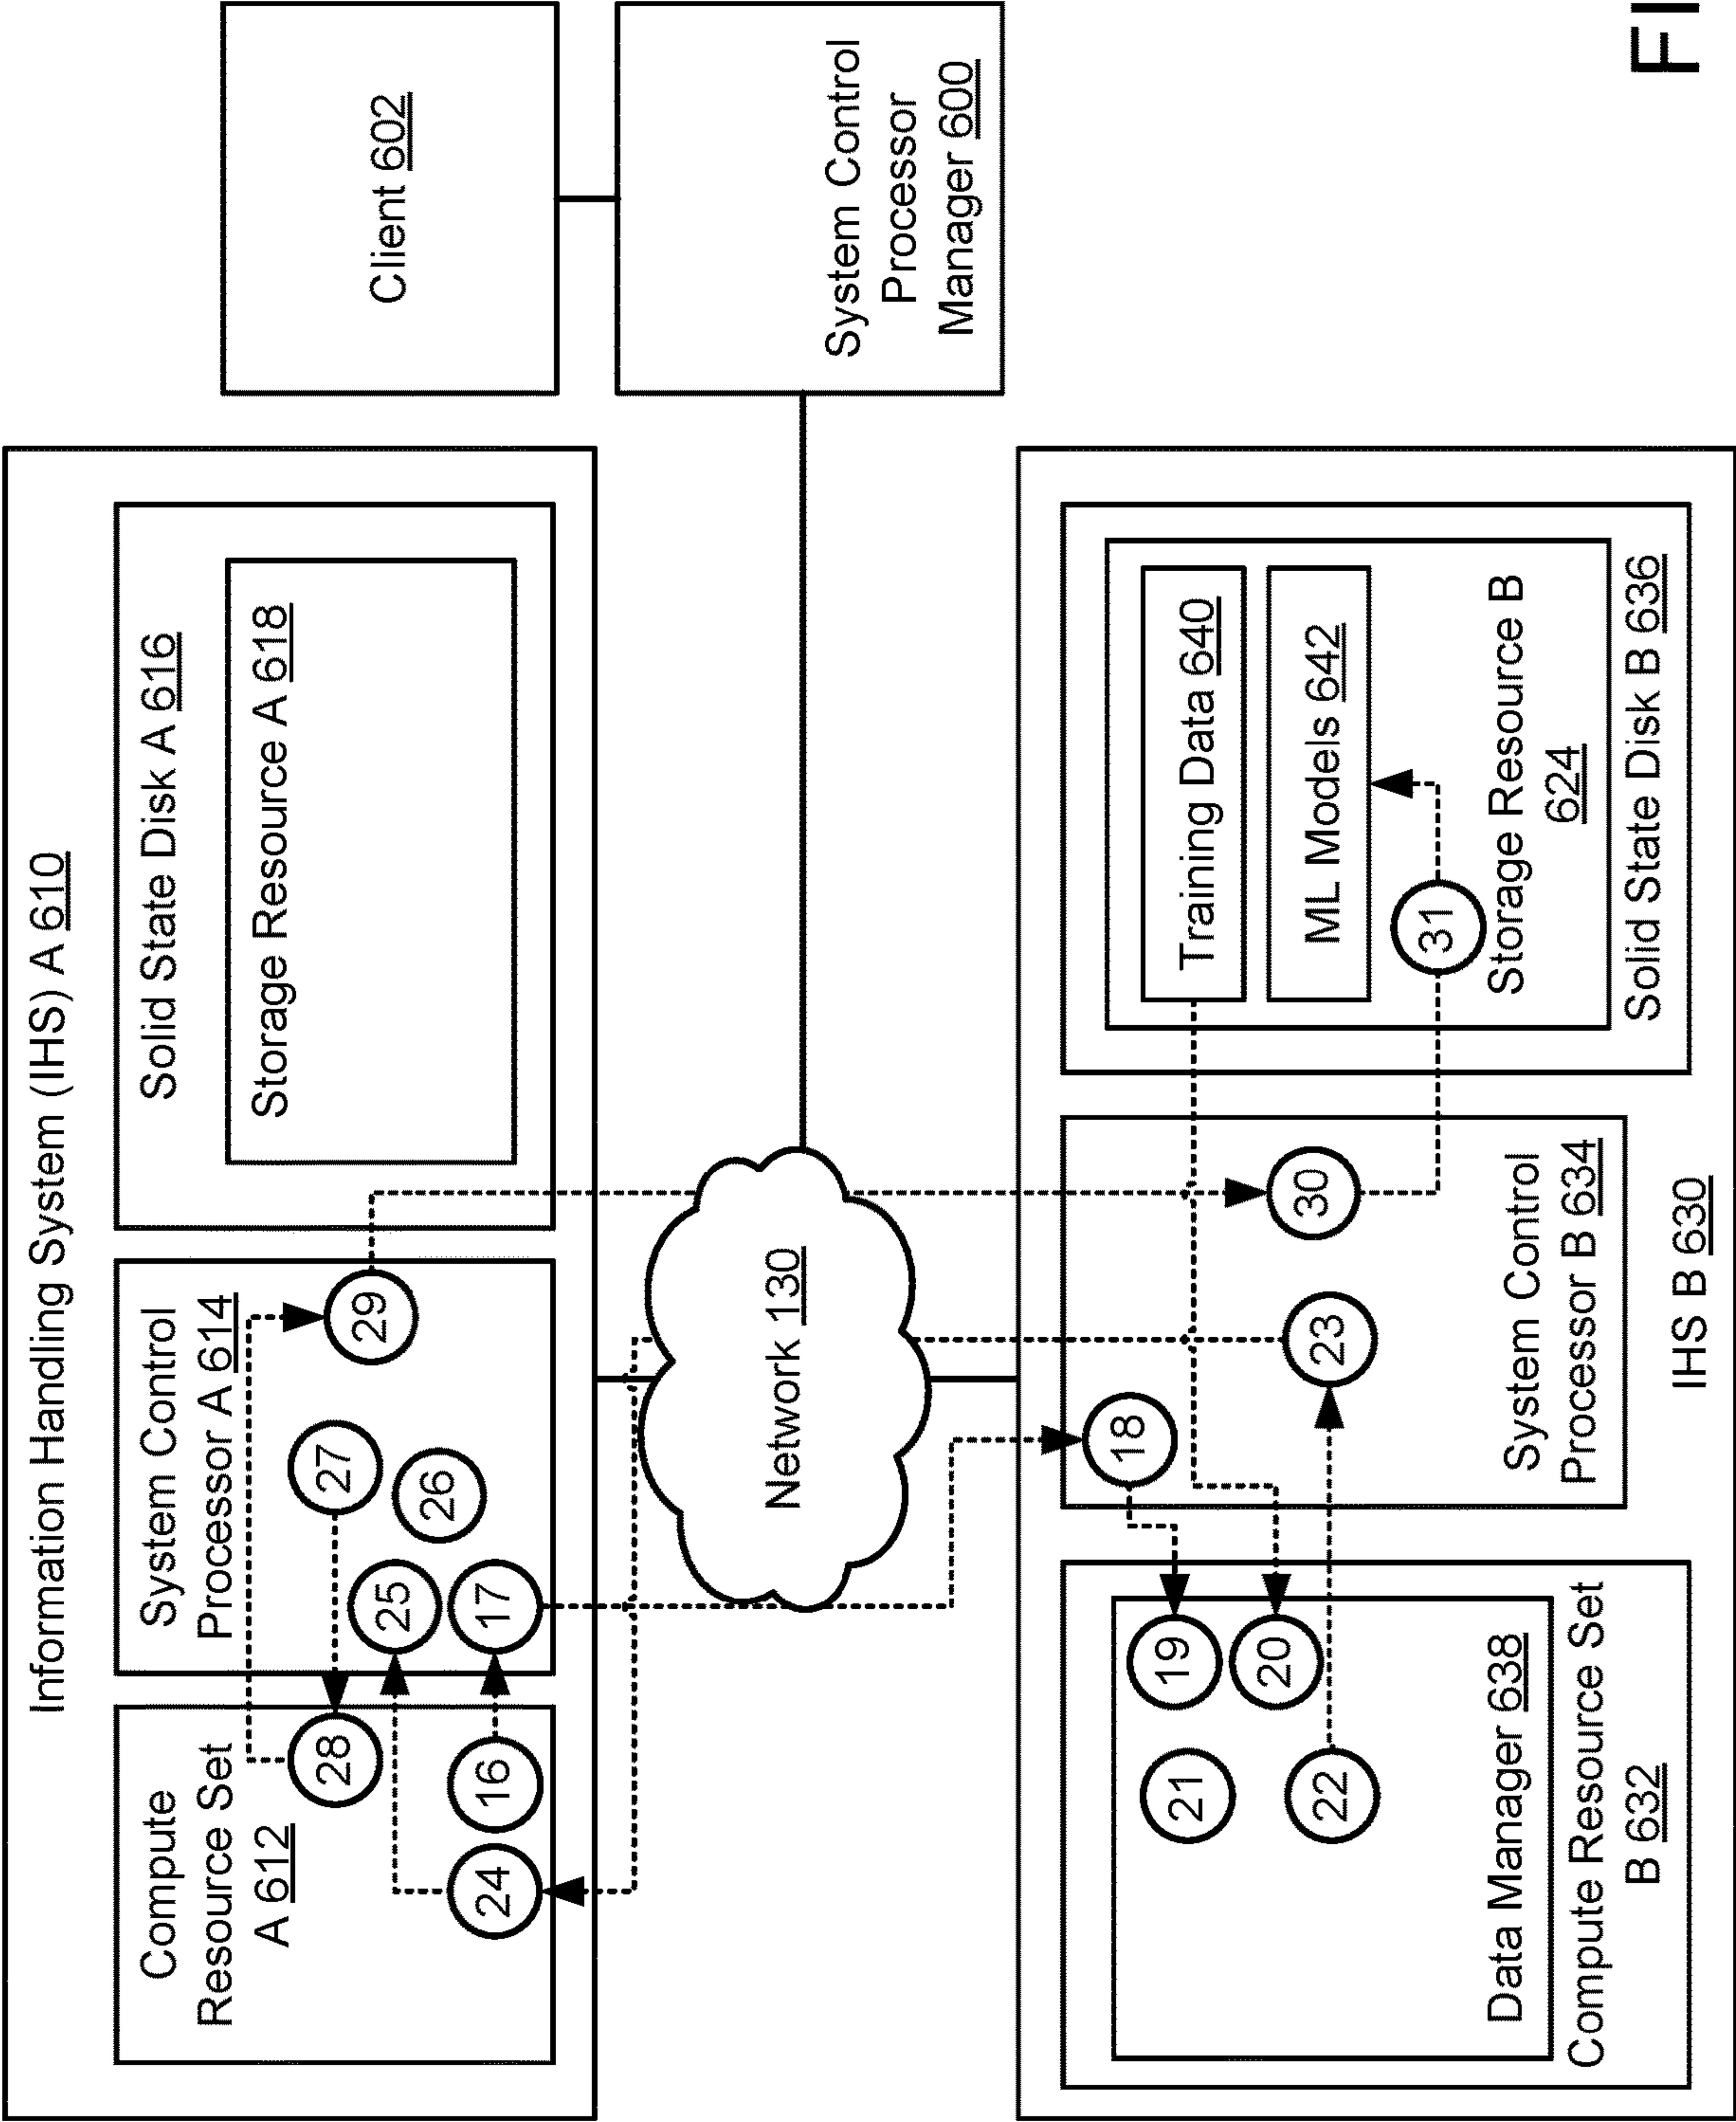 Information Handling System (IHS) A 610
Compute
Resource Set
A 612
28
24
16
System Control
Processor A 614
27
29
25
26
17
Solid State Disk A 616
Storage Resource A 618
Client 602
System Control
Processor
Manager 600
Network 130
Data Manager 638
19
21
20
22
Compute Resource Set
B 632
18
23
30
System Control
Processor B 634
Training Data 640
ML Models 642
31
Storage Resource B
624
Solid State Disk B 636
IHS B 630